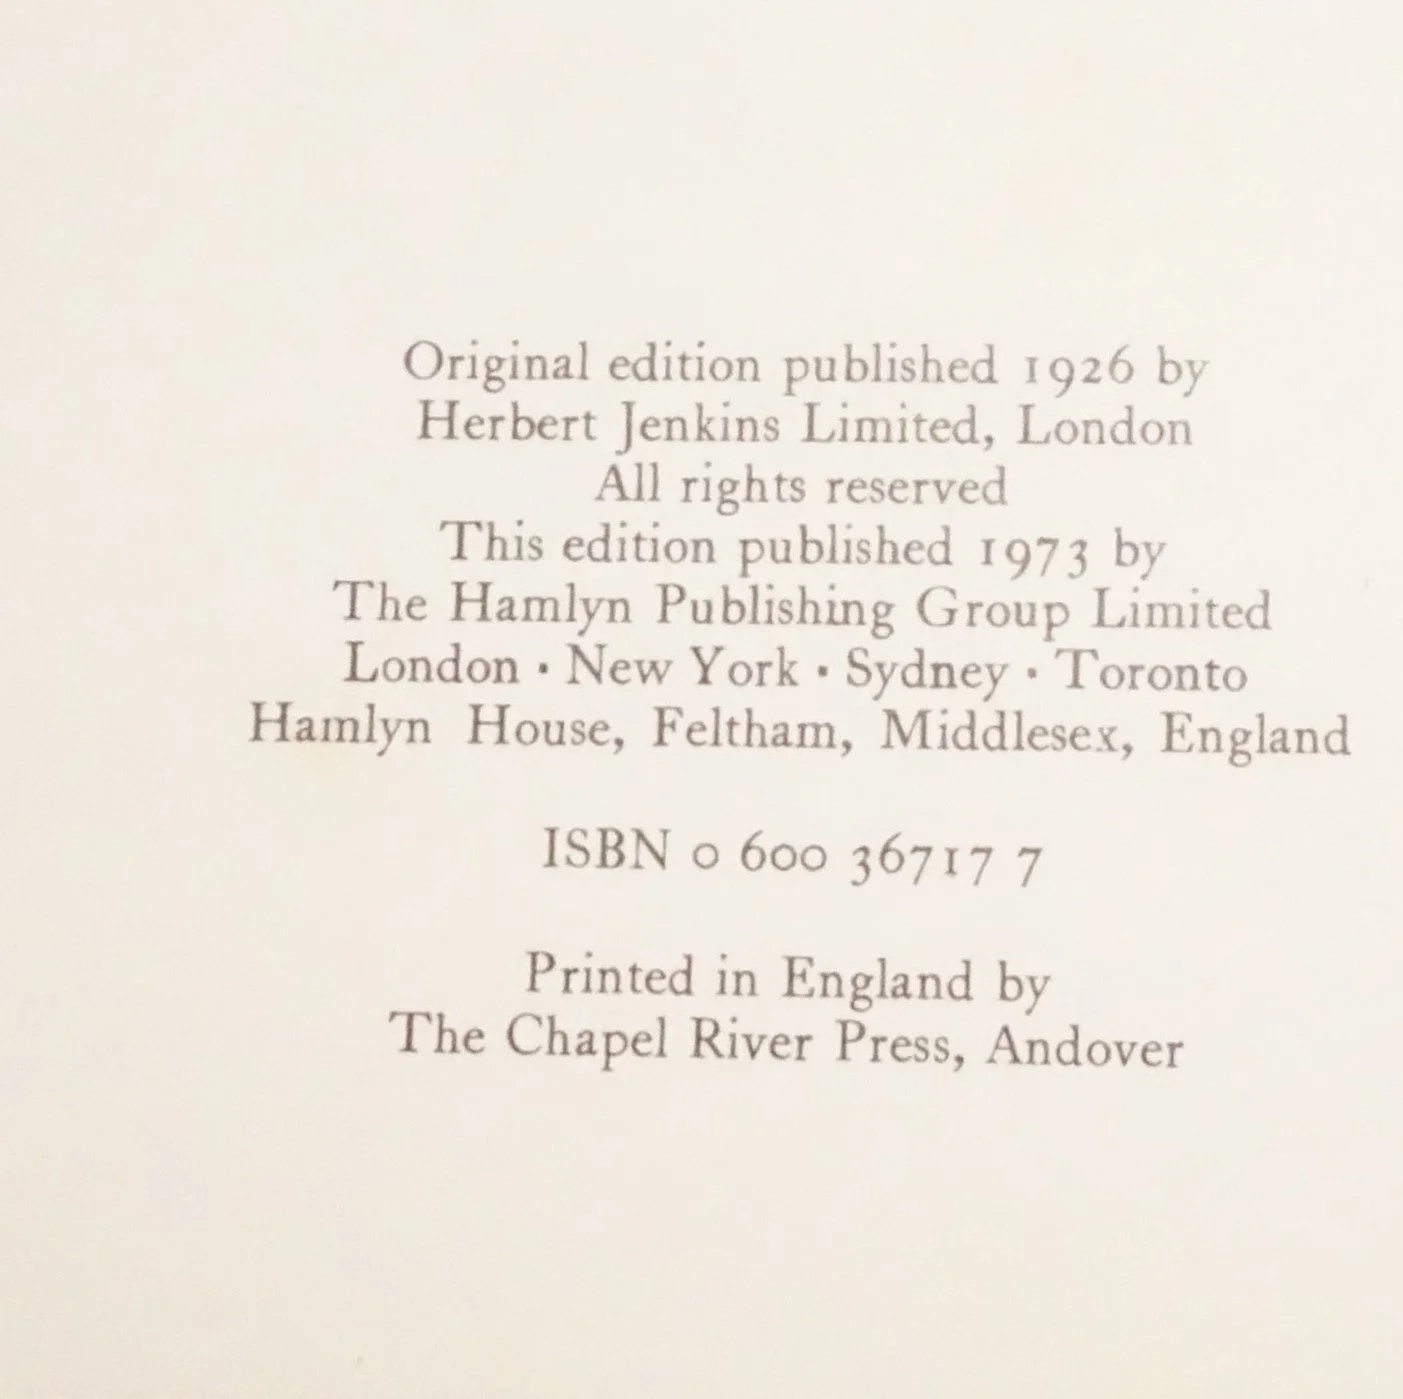 Original edition published 1926 by
Herbert Jenkins Limited, London
All rights reserved
This edition published 1973 by
The Hamlyn Publishing Group Limited
London · New York · Sydney · Toronto
Hamlyn House, Feltham, Middlesex, England
ISBN 0 600 36717 7
Printed in England by
The Chapel River Press, Andover